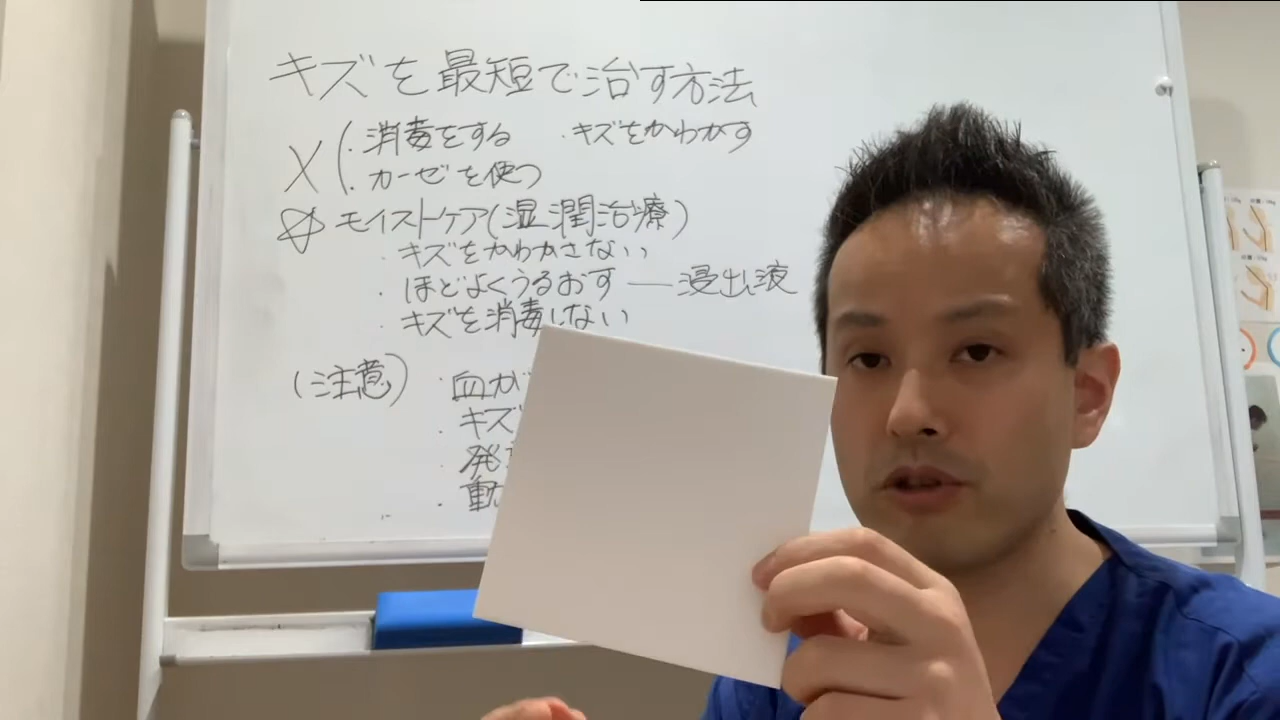 キズを最短で治す方法
×
・消毒をする ・キズをかわかす
・ガーゼを使う
☆ モイストケア(湿潤治療)
・キズをかわかさない
・ほどよくうるおす ― 浸出液
・キズを消毒しない
(注意) ・血が
・キズ
・発
・動